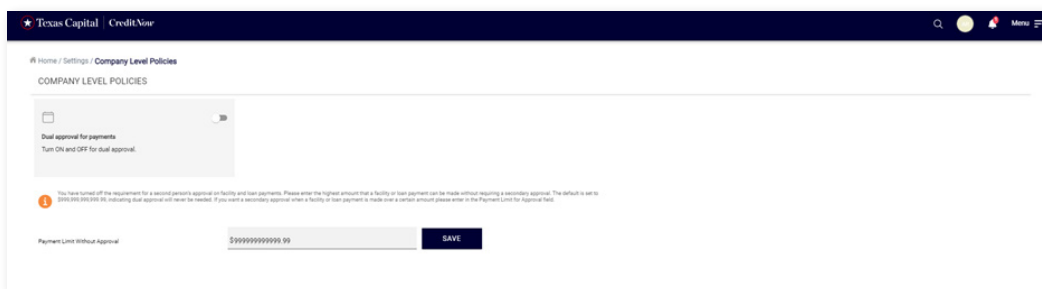 Texas Capital | CreditNow
Menu
Home / Settings / Company Level Policies
COMPANY LEVEL POLICIES
Dual approval for payments
Turn ON and OFF for dual approval.
You have turned off the requirement for a second person's approval on facility and loan payments. Please enter the highest amount that a facility or loan payment can be made without requiring a secondary approval. The default is set to
$999,999,999,999.99, indicating dual approval will never be needed. If you want a secondary approval when a facility or loan payment is made over a certain amount please enter in the Payment Limit for Approval field.
Payment Limit Without Approval
$999999999999.99
SAVE